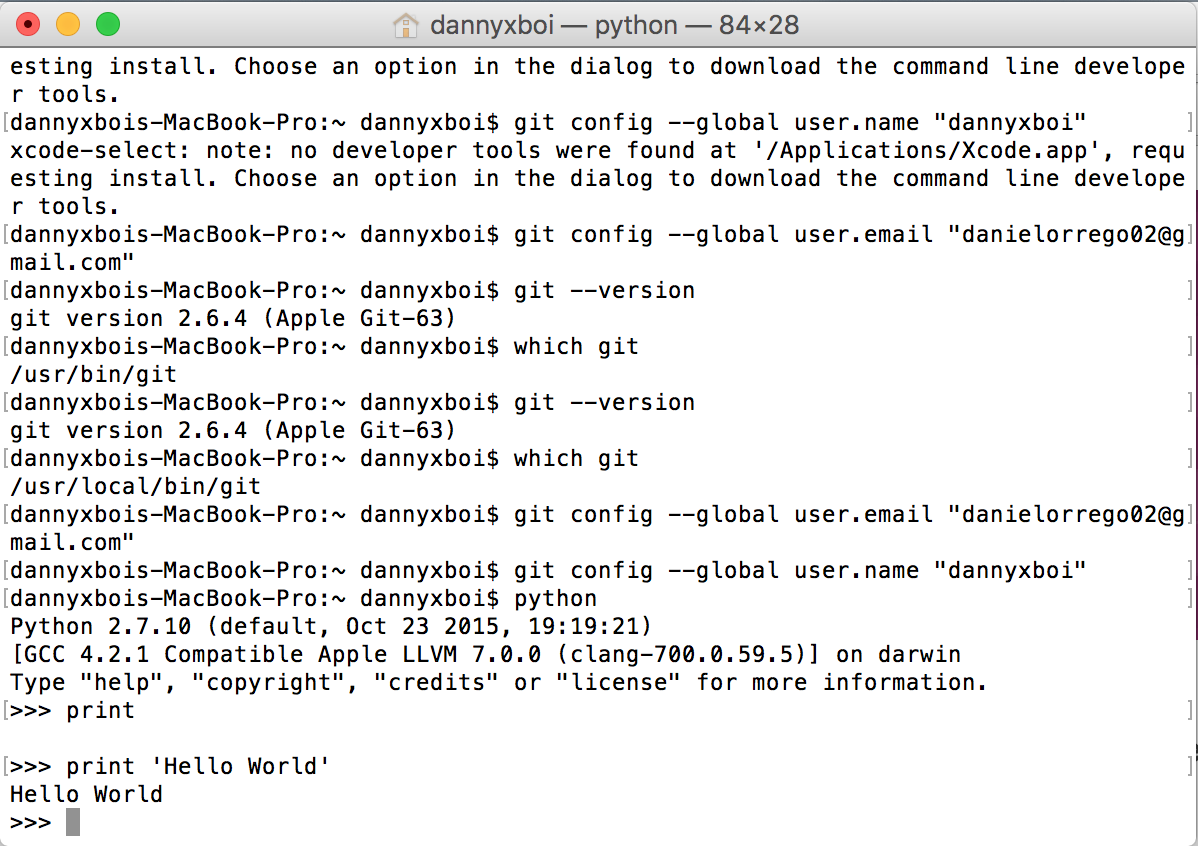 dannyxboi — python — 84×28
esting install. Choose an option in the dialog to download the command line develope
r tools.
[dannyxbois-MacBook-Pro:~ dannyxboi$ git config --global user.name "dannyxboi" ]
xcode-select: note: no developer tools were found at '/Applications/Xcode.app', requ
esting install. Choose an option in the dialog to download the command line develope
r tools.
[dannyxbois-MacBook-Pro:~ dannyxboi$ git config --global user.email "danielorrego02@g]
mail.com"
[dannyxbois-MacBook-Pro:~ dannyxboi$ git --version ]
git version 2.6.4 (Apple Git-63)
[dannyxbois-MacBook-Pro:~ dannyxboi$ which git ]
/usr/bin/git
[dannyxbois-MacBook-Pro:~ dannyxboi$ git --version ]
git version 2.6.4 (Apple Git-63)
[dannyxbois-MacBook-Pro:~ dannyxboi$ which git ]
/usr/local/bin/git
[dannyxbois-MacBook-Pro:~ dannyxboi$ git config --global user.email "danielorrego02@g]
mail.com"
[dannyxbois-MacBook-Pro:~ dannyxboi$ git config --global user.name "dannyxboi" ]
[dannyxbois-MacBook-Pro:~ dannyxboi$ python ]
Python 2.7.10 (default, Oct 23 2015, 19:19:21)
[GCC 4.2.1 Compatible Apple LLVM 7.0.0 (clang-700.0.59.5)] on darwin
Type "help", "copyright", "credits" or "license" for more information.
[>>> print ]
[>>> print 'Hello World' ]
Hello World
>>>